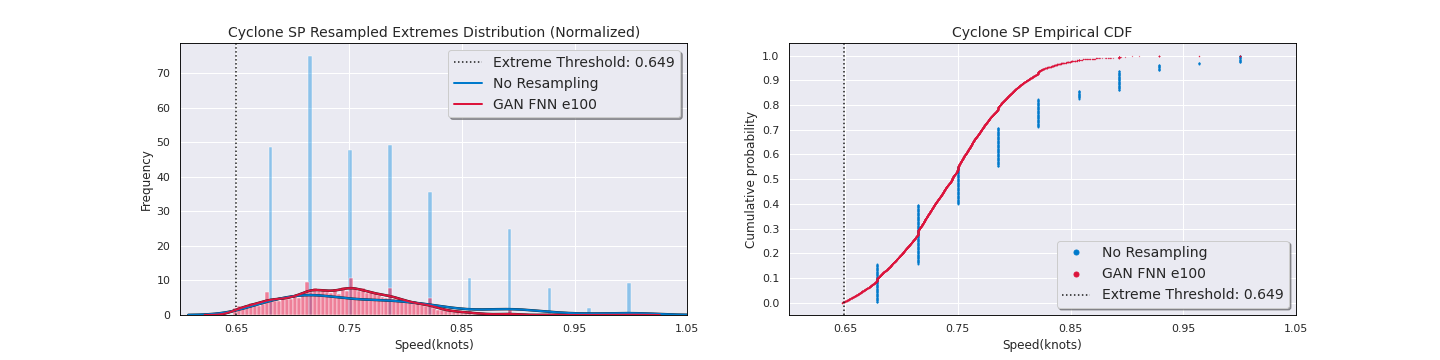 Cyclone SP Resampled Extremes Distribution (Normalized)
Frequency
70
60
50
40
30
20
10
0
0.65
0.75
0.85
0.95
1.05
Speed(knots)
Extreme Threshold: 0.649
No Resampling
GAN FNN e100
Cyclone SP Empirical CDF
Cumulative probability
1.0
0.9
0.8
0.7
0.6
0.5
0.4
0.3
0.2
0.1
0.0
0.65
0.75
0.85
0.95
1.05
Speed(knots)
No Resampling
GAN FNN e100
Extreme Threshold: 0.649